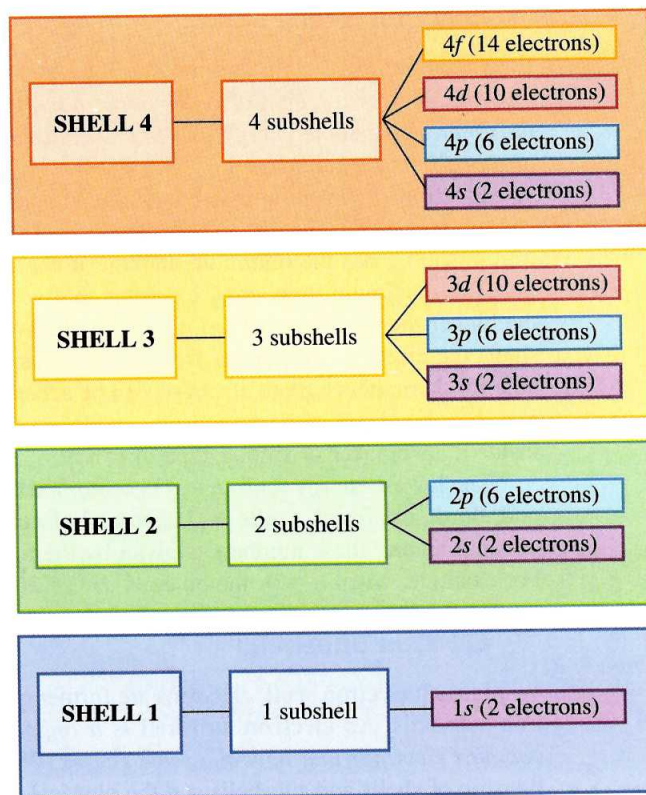 SHELL 4
4 subshells
4f (14 electrons)
4d (10 electrons)
4p (6 electrons)
4s (2 electrons)
SHELL 3
3 subshells
3d (10 electrons)
3p (6 electrons)
3s (2 electrons)
SHELL 2
2 subshells
2p (6 electrons)
2s (2 electrons)
SHELL 1
1 subshell
1s (2 electrons)